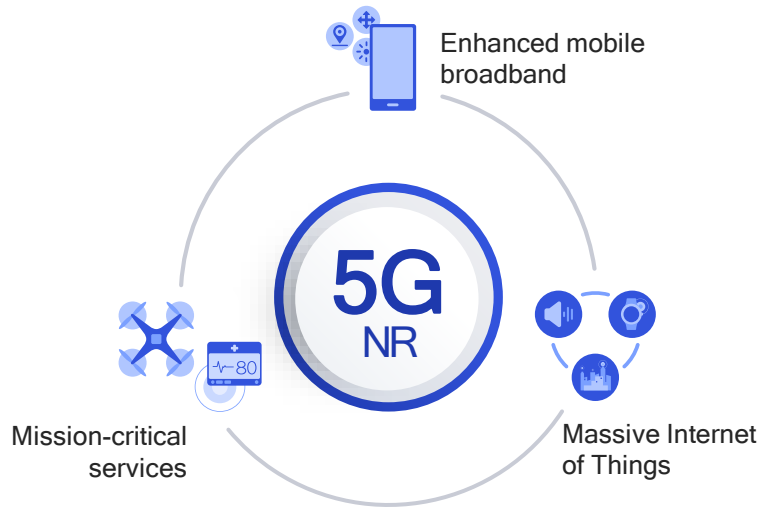 Enhanced mobile
broadband
5G
NR
80
Mission-critical
services
Massive Internet
of Things